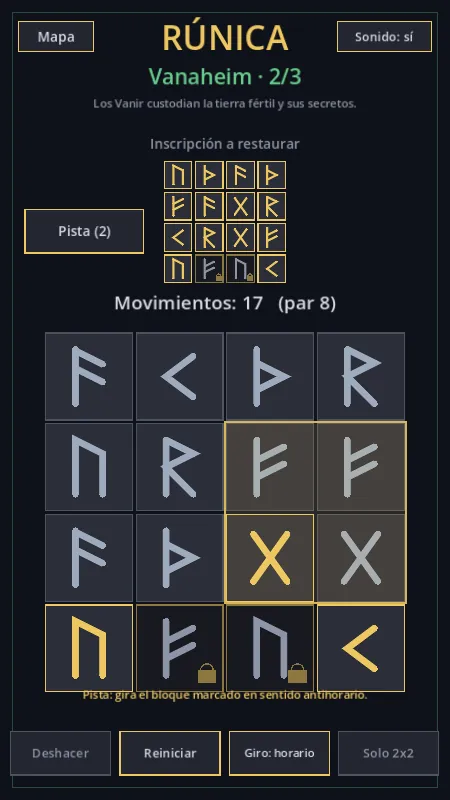 Mapa
RÚNICA
Sonido: sí
Vanaheim · 2/3
Los Vanir custodian la tierra fértil y sus secretos.
Inscripción a restaurar
ᚢ ᚦ ᚨ ᚦ
ᚠ ᚨ ᚷ ᚱ
ᚲ ᚱ ᚷ ᚠ
ᚢ ᚠ ᚢ ᚲ
Pista (2)
Movimientos: 17 (par 8)
ᚨ ᚲ ᚦ ᚱ
ᚢ ᚱ ᚠ ᚠ
ᚨ ᚦ ᚷ ᚷ
ᚢ ᚠ ᚢ ᚲ
Pista: gira el bloque marcado en sentido antihorario.
Deshacer
Reiniciar
Giro: horario
Solo 2x2